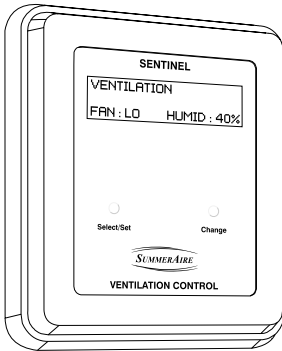 SENTINEL
VENTILATION
FAN : LO HUMID : 40%
Select/Set Change
SUMMERAIRE
VENTILATION CONTROL